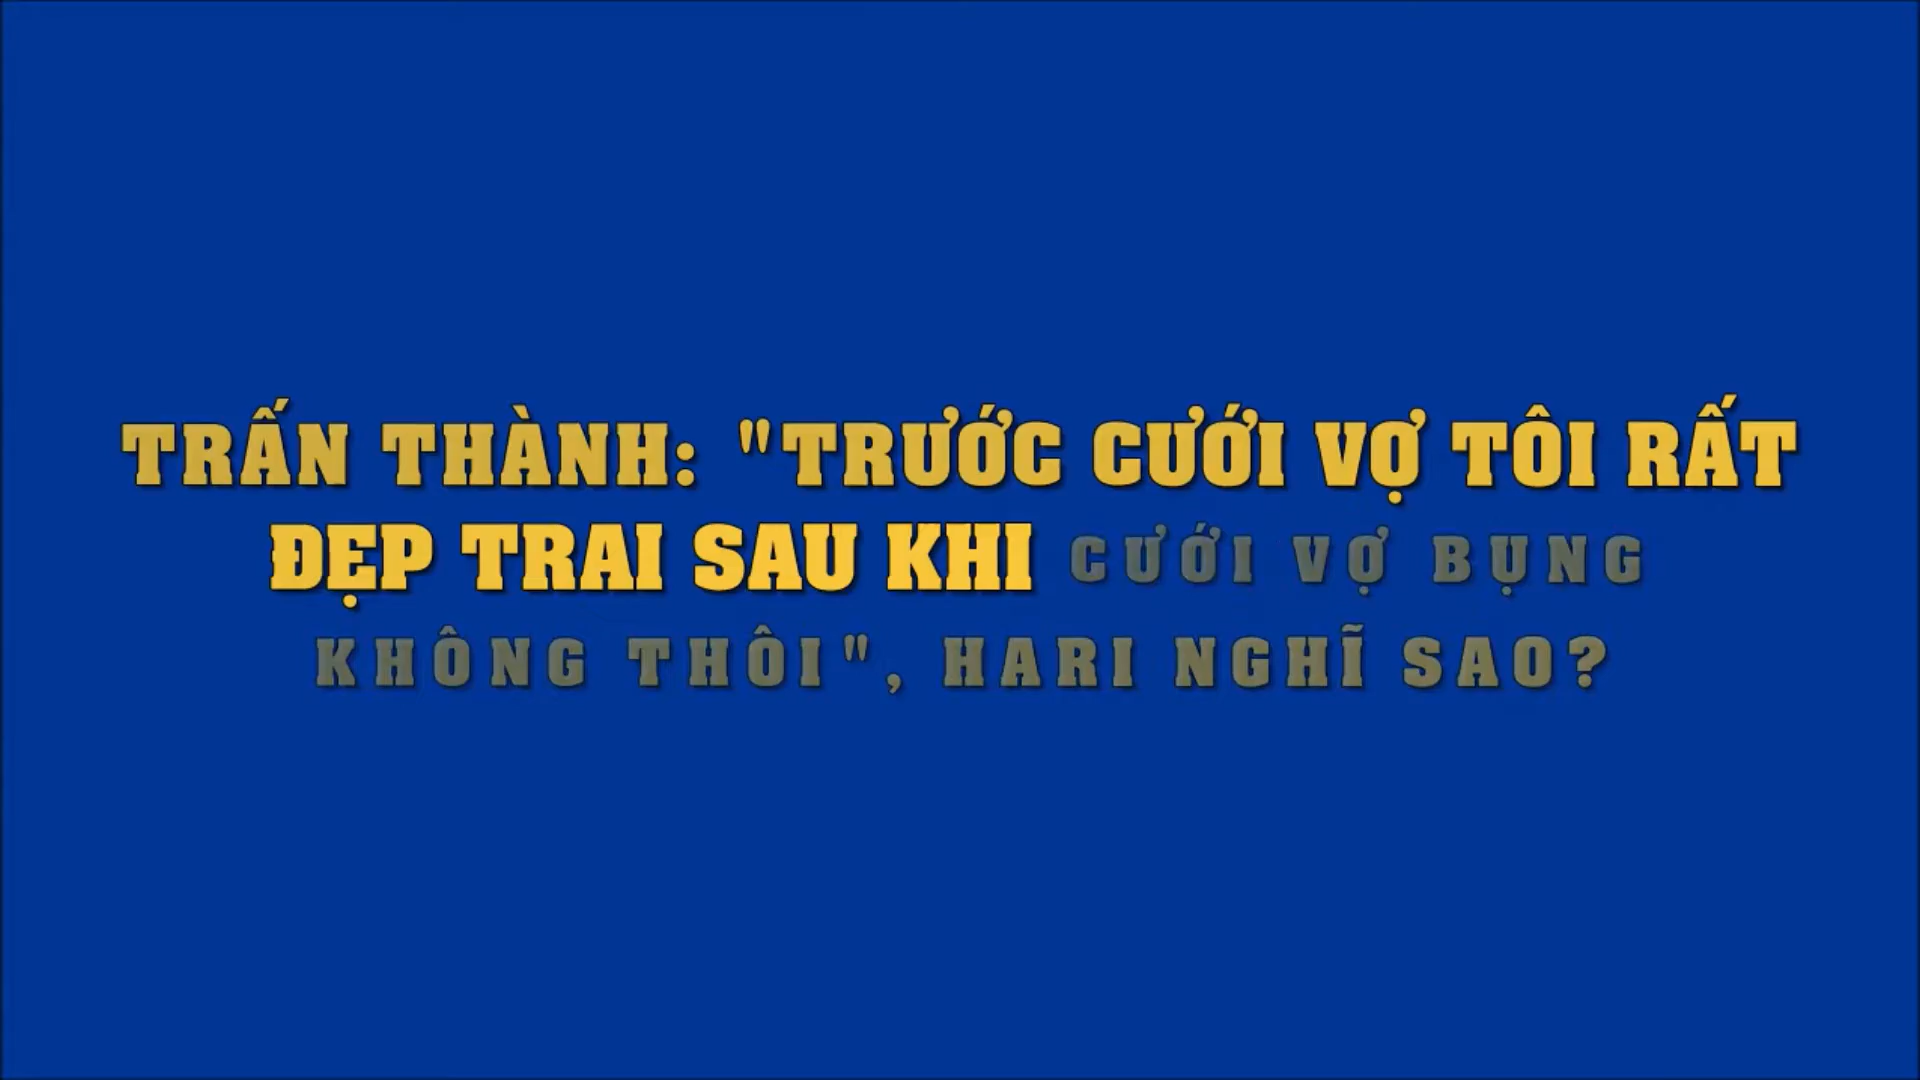 TRẤN THÀNH: "TRƯỚC CƯỚI VỢ TÔI RẤT
ĐẸP TRAI SAU KHI CƯỚI VỢ BỤNG
KHÔNG THÔI", HARI NGHĨ SAO?